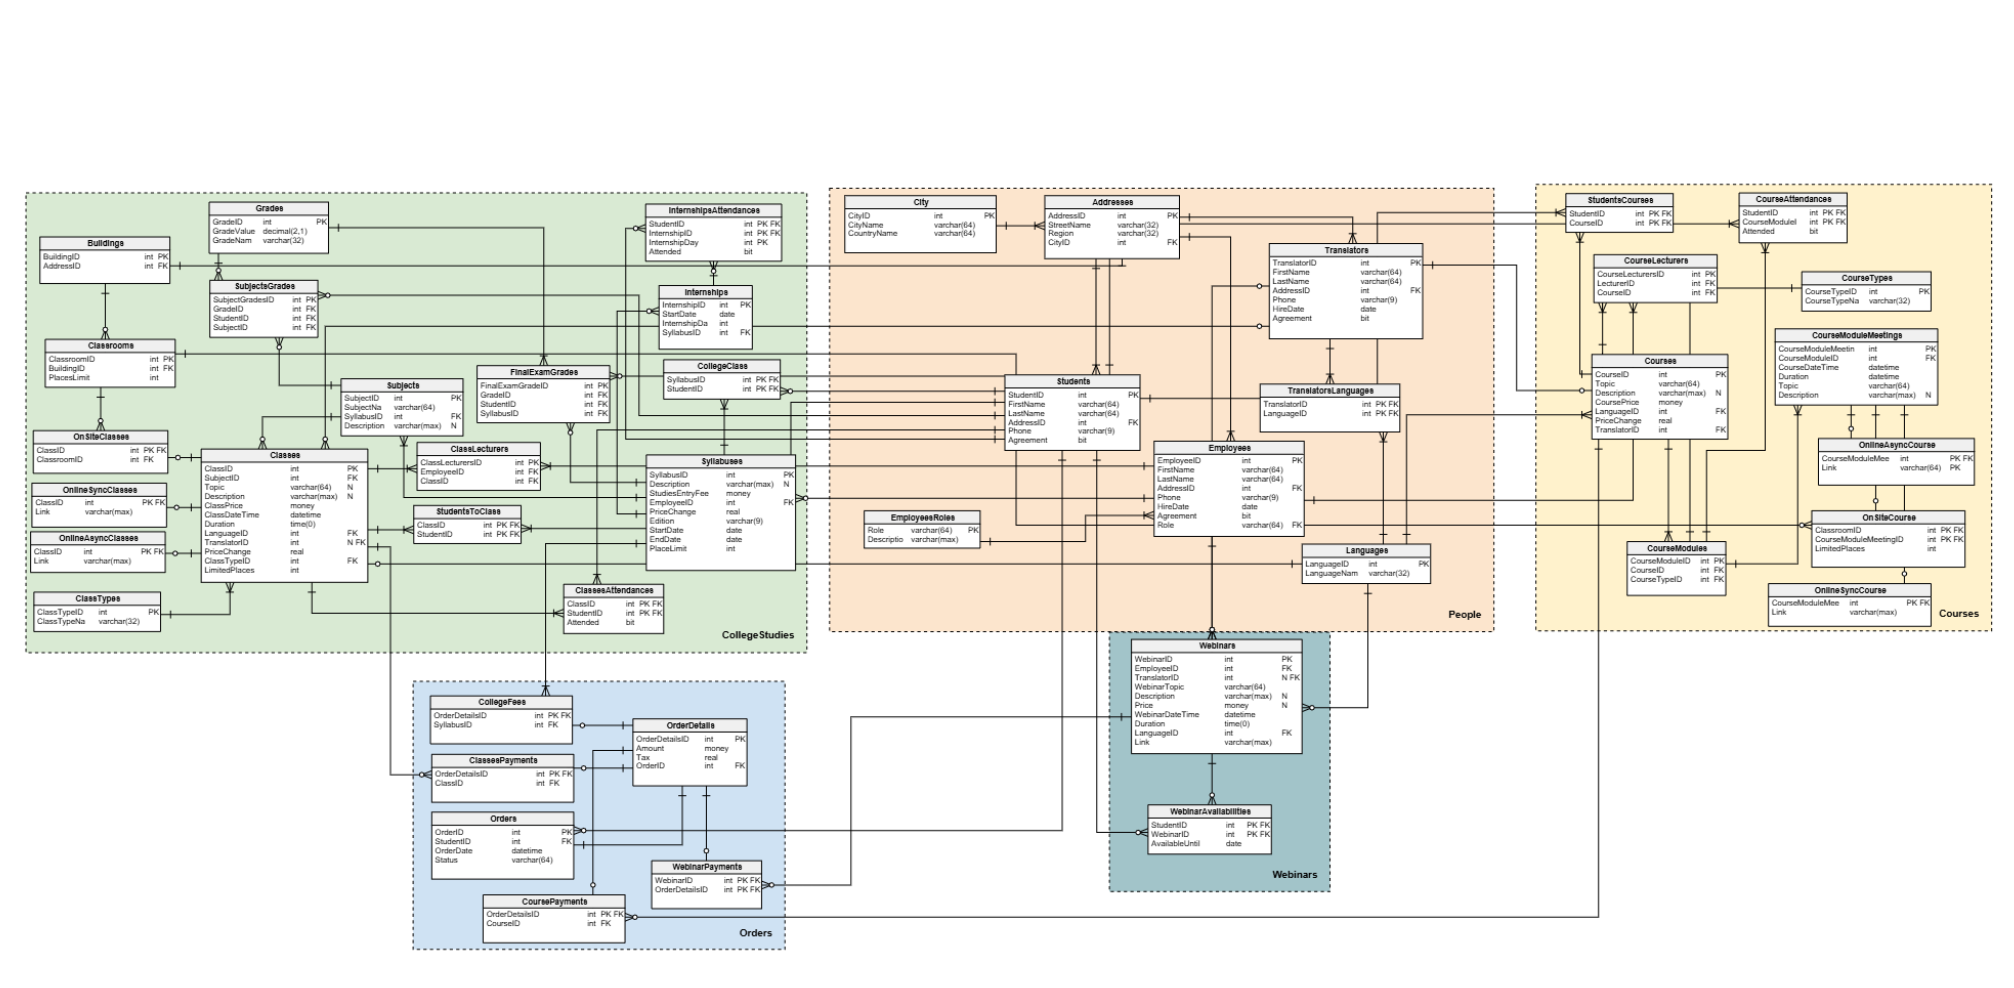 Grades
GradeID int PK
GradeValue decimal(2,1)
GradeNam varchar(32)
Buildings
BuildingID int PK
AddressID int FK
SubjectsGrades
SubjectGradesID int PK
GradeID int FK
StudentID int FK
SubjectID int FK
Classrooms
ClassroomID int PK
BuildingID int FK
PlacesLimit int
OnSiteClasses
ClassID int PK FK
ClassroomID int FK
OnlineSyncClasses
ClassID int PK FK
Link varchar(max)
OnlineAsyncClasses
ClassID int PK FK
Link varchar(max)
ClassTypes
ClassTypeID int PK
ClassTypeNa varchar(32)
Classes
ClassID int PK
SubjectID int FK
Topic varchar(64) N
Description varchar(max) N
ClassPrice money
ClassDateTime datetime
Duration time(0)
LanguageID int FK
TranslatorID int N FK
PriceChange real
ClassTypeID int FK
LimitedPlaces int
Subjects
SubjectID int PK
SubjectNa varchar(64)
SyllabusID int FK
Description varchar(max) N
FinalExamGrades
FinalExamGradeID int PK
GradeID int FK
StudentID int FK
SyllabusID int FK
ClassLecturers
ClassLecturersID int PK
EmployeeID int FK
ClassID int FK
StudentsToClass
ClassID int PK FK
StudentID int PK FK
InternshipsAttendances
StudentID int PK FK
InternshipID int PK FK
InternshipDay int PK
Attended bit
Internships
InternshipID int PK
StartDate date
InternshipDa int
SyllabusID int FK
CollegeClass
SyllabusID int PK FK
StudentID int PK FK
Syllabuses
SyllabusID int PK
Description varchar(max) N
StudiesEntryFee money
EmployeeID int FK
PriceChange real
Edition varchar(9)
StartDate date
EndDate date
PlaceLimit int
ClassesAttendances
ClassID int PK FK
StudentID int PK FK
Attended bit
CollegeStudies
City
CityID int PK
CityName varchar(64)
CountryName varchar(64)
Addresses
AddressID int PK
StreetName varchar(32)
Region varchar(32)
CityID int FK
Translators
TranslatorID int PK
FirstName varchar(64)
LastName varchar(64)
AddressID int FK
Phone varchar(9)
HireDate date
Agreement bit
Students
StudentID int PK
FirstName varchar(64)
LastName varchar(64)
AddressID int FK
Phone varchar(9)
Agreement bit
TranslatorsLanguages
TranslatorID int PK FK
LanguageID int PK FK
Employees
EmployeeID int PK
FirstName varchar(64)
LastName varchar(64)
AddressID int FK
Phone varchar(9)
HireDate date
Agreement bit
Role varchar(64) FK
EmployeesRoles
Role varchar(64) PK
Descriptio varchar(max)
Languages
LanguageID int PK
LanguageNam varchar(32)
People
StudentsCourses
StudentID int PK FK
CourseID int PK FK
CourseAttendances
StudentID int PK FK
CourseModuleI int PK FK
Attended bit
CourseLecturers
CourseLecturersID int PK
LecturerID int FK
CourseID int FK
CourseTypes
CourseTypeID int PK
CourseTypeNa varchar(32)
Courses
CourseID int PK
Topic varchar(64)
Description varchar(max) N
CoursePrice money
LanguageID int FK
PriceChange real
TranslatorID int FK
CourseModuleMeetings
CourseModuleMeetin int PK
CourseModuleID int FK
CourseDateTime datetime
Duration datetime
Topic varchar(64)
Description varchar(max) N
OnlineAsyncCourse
CourseModuleMee int PK FK
Link varchar(64) PK
OnSiteCourse
ClassroomID int PK FK
CourseModuleMeetingID int PK FK
LimitedPlaces int
CourseModules
CourseModuleID int PK
CourseID int FK
CourseTypeID int FK
OnlineSyncCourse
CourseModuleMee int PK FK
Link varchar(max)
Courses
Webinars
WebinarID int PK
EmployeeID int FK
TranslatorID int N FK
WebinarTopic varchar(64)
Description varchar(max) N
Price money N
WebinarDateTime datetime
Duration time(0)
LanguageID int FK
Link varchar(max)
WebinarAvailabilities
StudentID int PK FK
WebinarID int PK FK
AvailableUntil date
Webinars
CollegeFees
OrderDetailsID int PK FK
SyllabusID int FK
OrderDetails
OrderDetailsID int PK
Amount money
Tax real
OrderID int FK
ClassesPayments
OrderDetailsID int PK FK
ClassID int FK
Orders
OrderID int PK
StudentID int FK
OrderDate datetime
Status varchar(64)
WebinarPayments
WebinarID int PK FK
OrderDetailsID int PK FK
CoursePayments
OrderDetailsID int PK FK
CourseID int FK
Orders